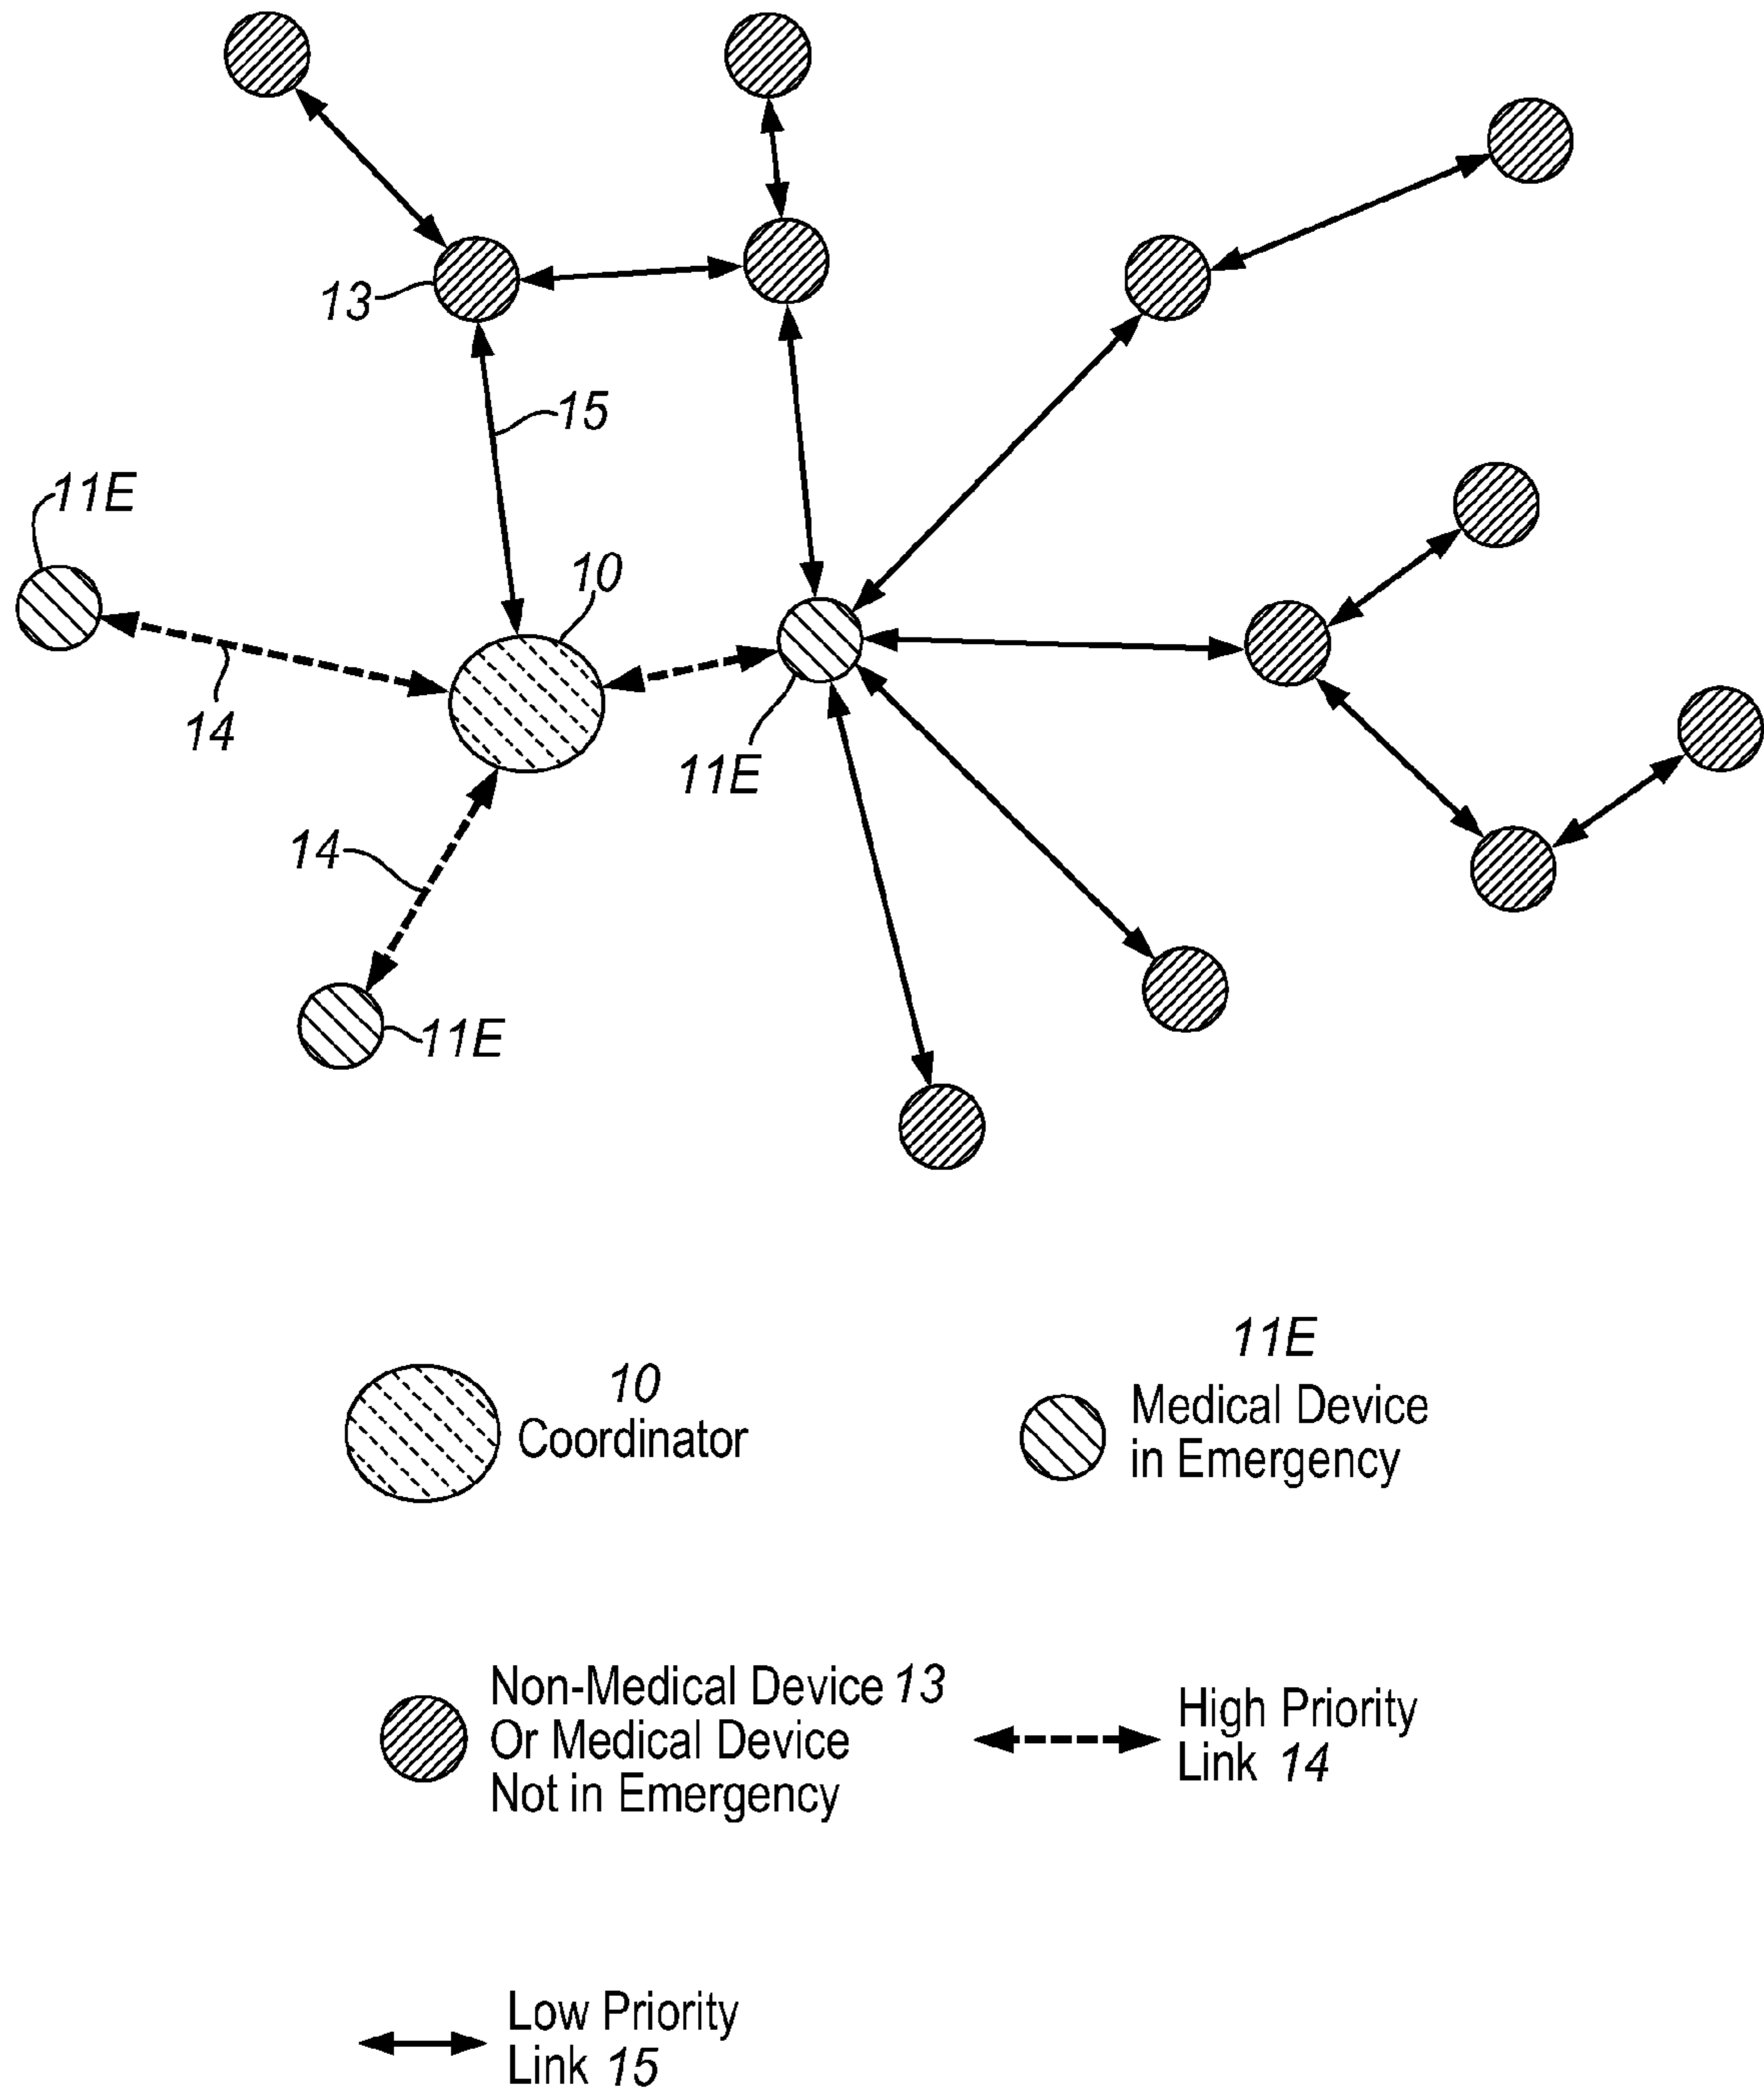 13
15
11E
10
14
11E
14
11E
10
Coordinator
11E
Medical Device
in Emergency
Non-Medical Device 13
Or Medical Device
Not in Emergency
High Priority
Link 14
Low Priority
Link 15